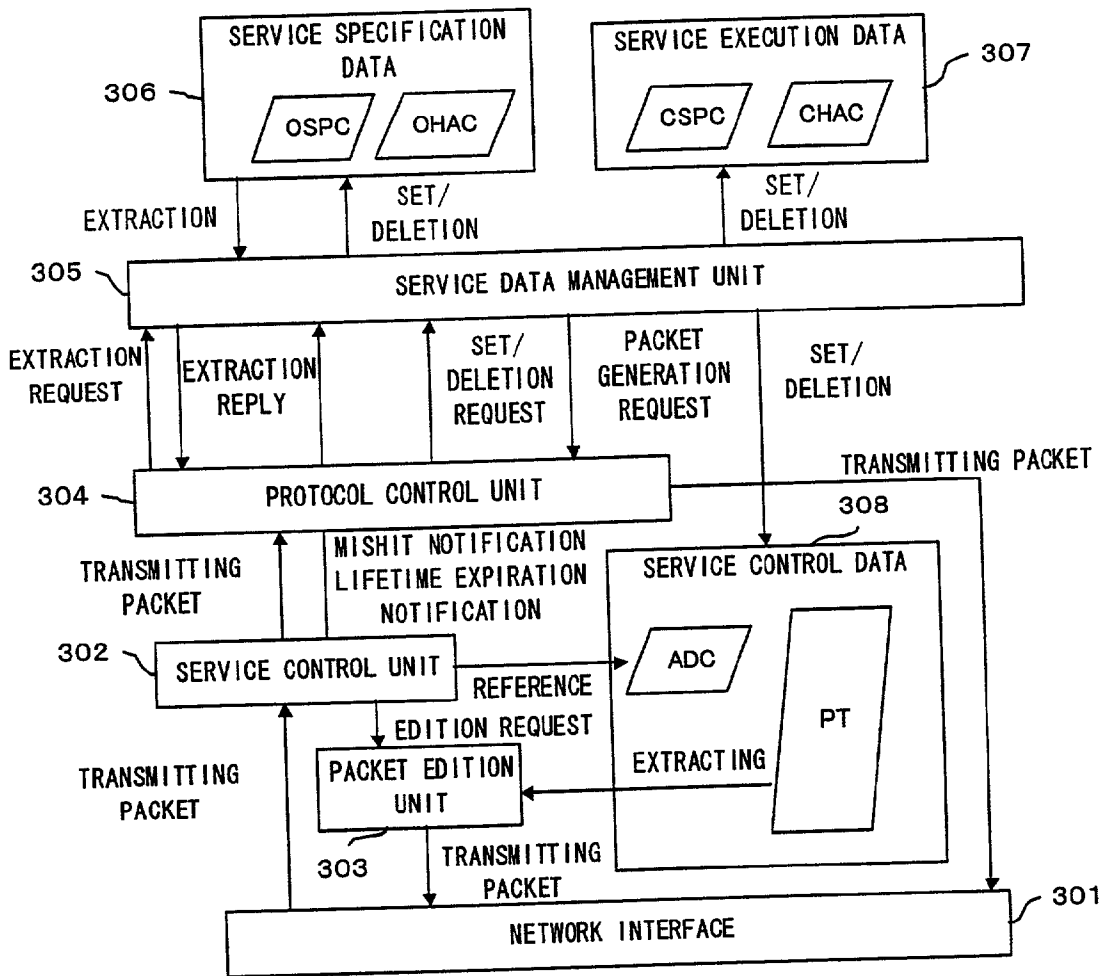 SERVICE SPECIFICATION
DATA
306
OSPC
OHAC
SERVICE EXECUTION DATA
307
CSPC
CHAC
EXTRACTION
SET/
DELETION
SET/
DELETION
305
SERVICE DATA MANAGEMENT UNIT
EXTRACTION
REQUEST
EXTRACTION
REPLY
SET/
DELETION
REQUEST
PACKET
GENERATION
REQUEST
SET/
DELETION
304
PROTOCOL CONTROL UNIT
TRANSMITTING PACKET
308
TRANSMITTING
PACKET
MISHIT NOTIFICATION
LIFETIME EXPIRATION
NOTIFICATION
SERVICE CONTROL DATA
302
SERVICE CONTROL UNIT
REFERENCE
ADC
PT
EDITION REQUEST
TRANSMITTING
PACKET
PACKET EDITION
UNIT
EXTRACTING
303
TRANSMITTING
PACKET
301
NETWORK INTERFACE